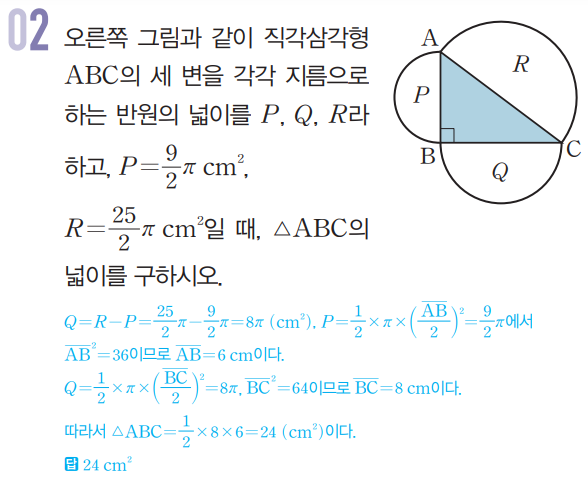 02 오른쪽 그림과 같이 직각삼각형
ABC의 세 변을 각각 지름으로
하는 반원의 넓이를 P, Q, R라
하고, P=9/2π cm²,
R=25/2π cm²일 때, △ABC의
넓이를 구하시오.
A
R
P
B
C
Q
Q=R-P=25/2π-9/2π=8π (cm²), P=1/2×π×(A̅B̅/2)²=9/2π에서
A̅B̅²=36이므로 A̅B̅=6 cm이다.
Q=1/2×π×(B̅C̅/2)²=8π, B̅C̅²=64이므로 B̅C̅=8 cm이다.
따라서 △ABC=1/2×8×6=24 (cm²)이다.
답 24 cm²